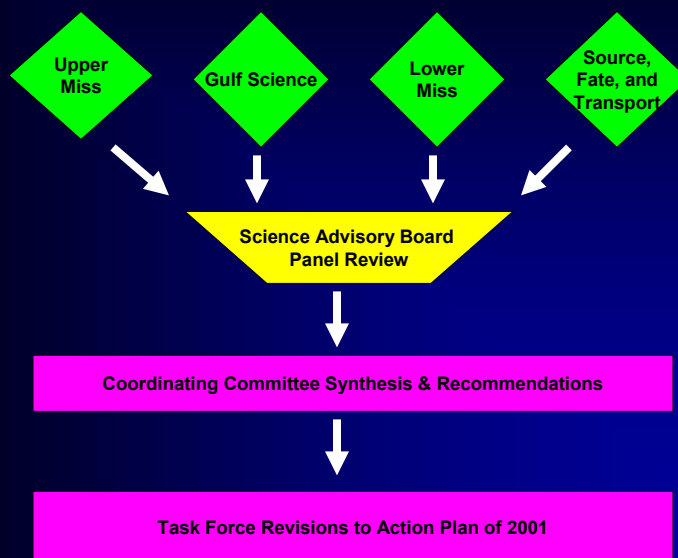 Upper
Miss
Gulf Science
Lower
Miss
Source,
Fate, and
Transport
Science Advisory Board
Panel Review
Coordinating Committee Synthesis & Recommendations
Task Force Revisions to Action Plan of 2001